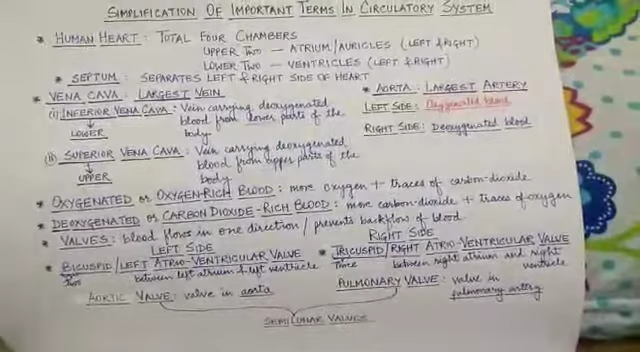 SIMPLIFICATION OF IMPORTANT TERMS IN CIRCULATORY SYSTEM
* HUMAN HEART : TOTAL FOUR CHAMBERS
UPPER TWO — ATRIUM/AURICLES (LEFT & RIGHT)
LOWER TWO — VENTRICLES (LEFT & RIGHT)
* SEPTUM : SEPARATES LEFT & RIGHT SIDE OF HEART
* VENA CAVA : LARGEST VEIN
(i) INFERIOR VENA CAVA : Vein carrying deoxygenated
blood from lower parts of the
body
LOWER
(ii) SUPERIOR VENA CAVA : Vein carrying deoxygenated
blood from upper parts of the
body
UPPER
* AORTA : LARGEST ARTERY
LEFT SIDE : Oxygenated blood
RIGHT SIDE : Deoxygenated blood
* OXYGENATED OR OXYGEN-RICH BLOOD : more oxygen + traces of carbon-dioxide
* DEOXYGENATED OR CARBON DIOXIDE-RICH BLOOD : more carbon-dioxide + traces of oxygen
* VALVES : blood flows in one direction / prevents backflow of blood
LEFT SIDE
* BICUSPID/LEFT ATRIO-VENTRICULAR VALVE
Two between left atrium & left ventricle
AORTIC VALVE : valve in aorta
RIGHT SIDE
* TRICUSPID/RIGHT ATRIO-VENTRICULAR VALVE
Three between right atrium and right
ventricle
PULMONARY VALVE : valve in
pulmonary artery
SEMILUNAR VALVES